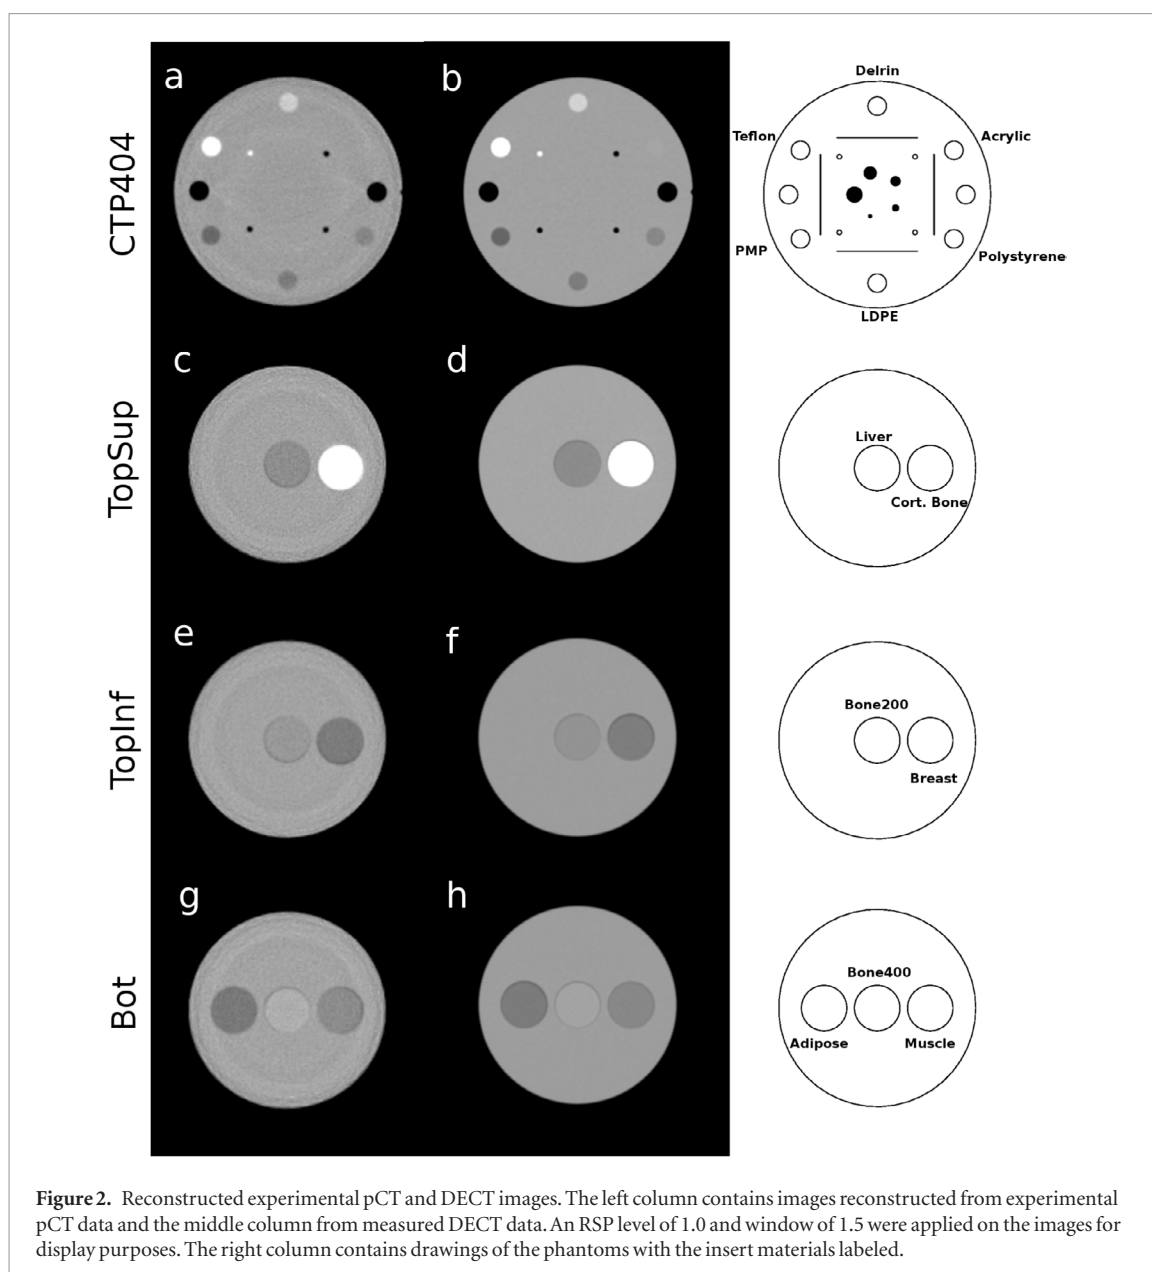 a
b
CTP404
Delrin
Teflon
Acrylic
PMP
Polystyrene
LDPE
c
d
TopSup
Liver
Cort. Bone
e
f
TopInf
Bone200
Breast
g
h
Bot
Bone400
Adipose
Muscle
Figure 2. Reconstructed experimental pCT and DECT images. The left column contains images reconstructed from experimental
pCT data and the middle column from measured DECT data. An RSP level of 1.0 and window of 1.5 were applied on the images for
display purposes. The right column contains drawings of the phantoms with the insert materials labeled.